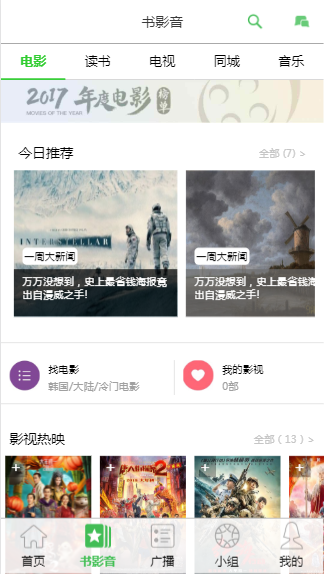 书影音
电影 读书 电视 同城 音乐
2017 年度电影 榜单
MOVIES OF THE YEAR
今日推荐 全部 (7) >
INTERSTELLAR
一周大新闻 一周大新闻
万万没想到，史上最省钱海报竟出自漫威之手!
万万没想到，史上最省钱海报竟出自漫威之手!
找电影 我的影视
韩国/大陆/冷门电影 0部
影视热映 全部 ( 13 ) >
+ + + +
首页 书影音 广播 小组 我的